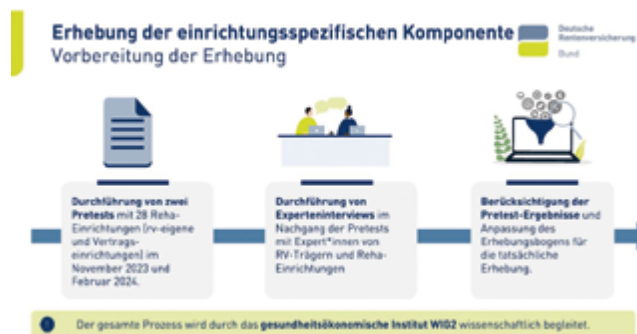 Erhebung der einrichtungsspezifischen Komponente
Vorbereitung der Erhebung
Deutsche
Rentenversicherung
Bund
Durchführung von zwei
Pretests mit 28 Reha-
Einrichtungen (rv-eigene
und Vertrags-
einrichtungen) im
November 2023 und
Februar 2024.
Durchführung von
Experteninterviews im
Nachgang der Pretests
mit Expert*innen von
RV-Trägern und Reha-
Einrichtungen
Berücksichtigung der
Pretest-Ergebnisse und
Anpassung des
Erhebungsbogens für
die tatsächliche
Erhebung.
Der gesamte Prozess wird durch das gesundheitsökonomische Institut WIG2 wissenschaftlich begleitet.